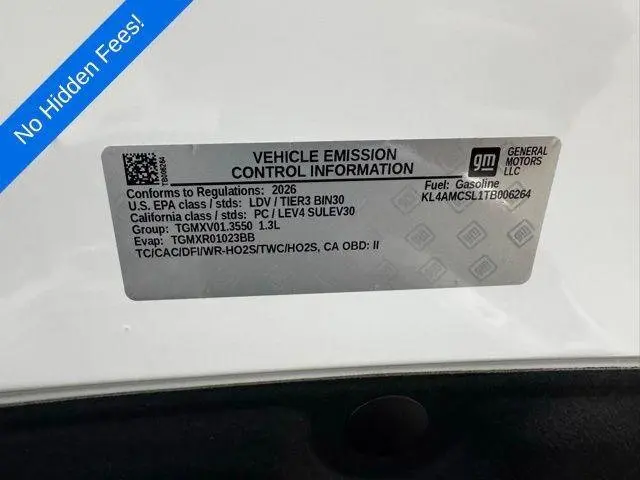 No Hidden Fees!
TB006264
VEHICLE EMISSION
CONTROL INFORMATION
gm
GENERAL
MOTORS
LLC
Conforms to Regulations: 2026
Fuel: Gasoline
U.S. EPA class / stds: LDV / TIER3 BIN30
KL4AMCSL1TB006264
California class / stds: PC / LEV4 SULEV30
Group: TGMXV01.3550 1.3L
Evap: TGMXR01023BB
TC/CAC/DFI/WR-HO2S/TWC/HO2S, CA OBD: II